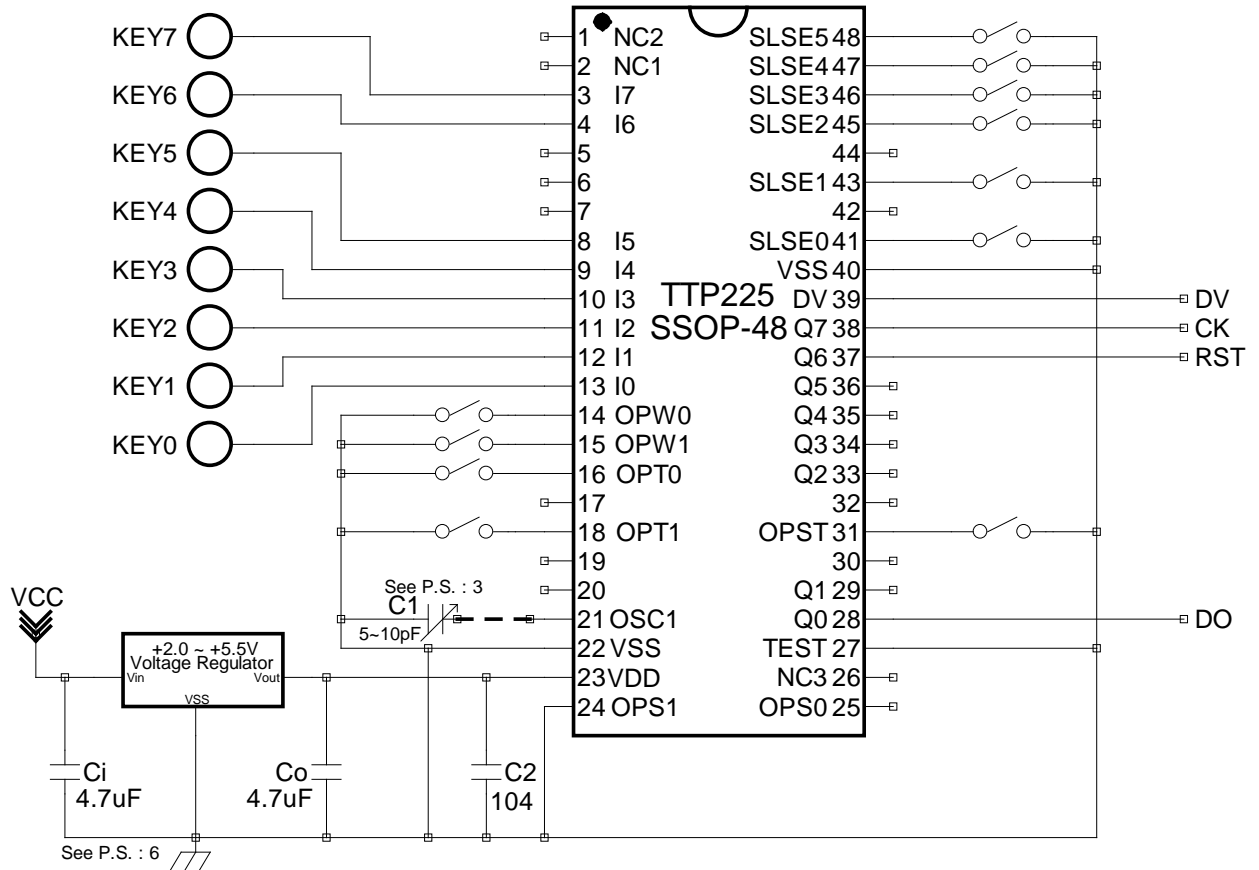 KEY7
KEY6
KEY5
KEY4
KEY3
KEY2
KEY1
KEY0
1 NC2
2 NC1
3 I7
4 I6
5
6
7
8 I5
9 I4
10 I3
11 I2
12 I1
13 I0
14 OPW0
15 OPW1
16 OPT0
17
18 OPT1
19
20
21 OSC1
22 VSS
23 VDD
24 OPS1
TTP225
SSOP-48
SLSE5 48
SLSE4 47
SLSE3 46
SLSE2 45
44
SLSE1 43
42
SLSE0 41
VSS 40
DV 39
Q7 38
Q6 37
Q5 36
Q4 35
Q3 34
Q2 33
32
OPST 31
30
Q1 29
Q0 28
TEST 27
NC3 26
OPS0 25
DV
CK
RST
DO
See P.S. : 3
C1
5~10pF
VCC
+2.0 ~ +5.5V
Voltage Regulator
Vin
Vout
VSS
Ci
4.7uF
Co
4.7uF
C2
104
See P.S. : 6